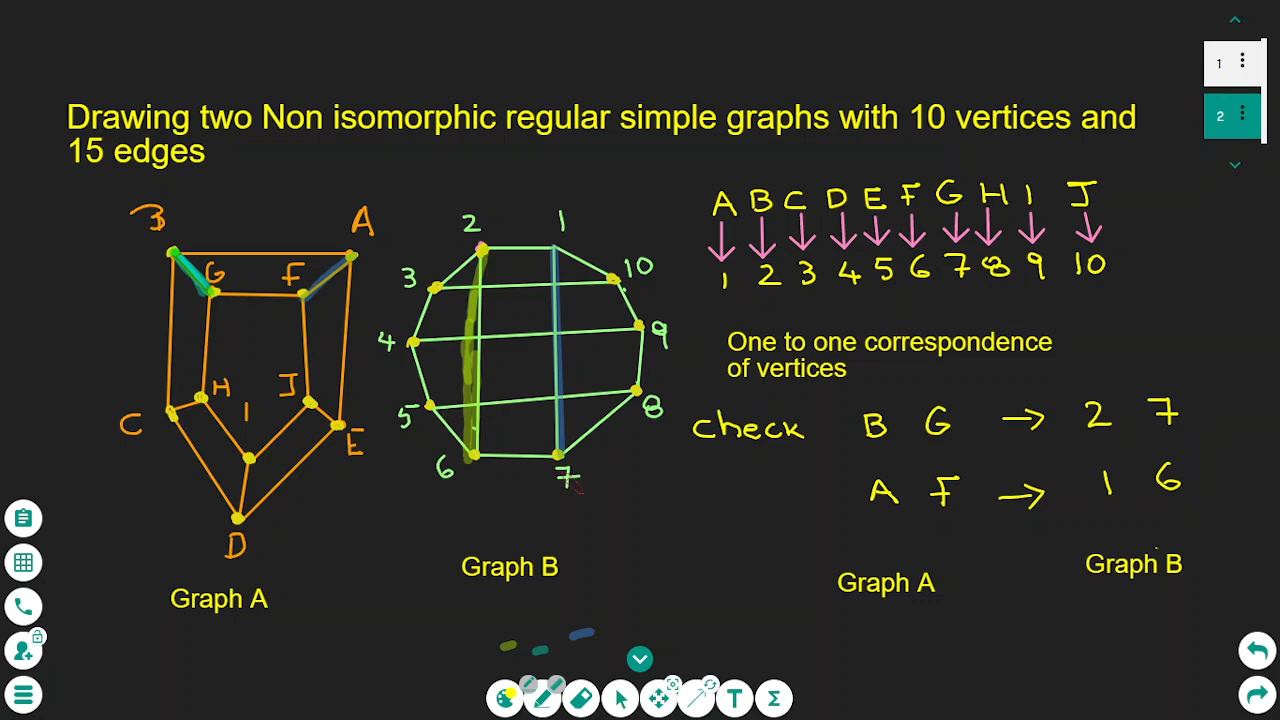 Drawing two Non isomorphic regular simple graphs with 10 vertices and
15 edges
B A
G F
H J
I
C E
D
Graph A
2 1
3 10
4 9
5 8
6 7
Graph B
A B C D E F G H I J
1 2 3 4 5 6 7 8 9 10
One to one correspondence
of vertices
Check B G → 2 7
A F → 1 6
Graph A Graph B
1
2
T Σ